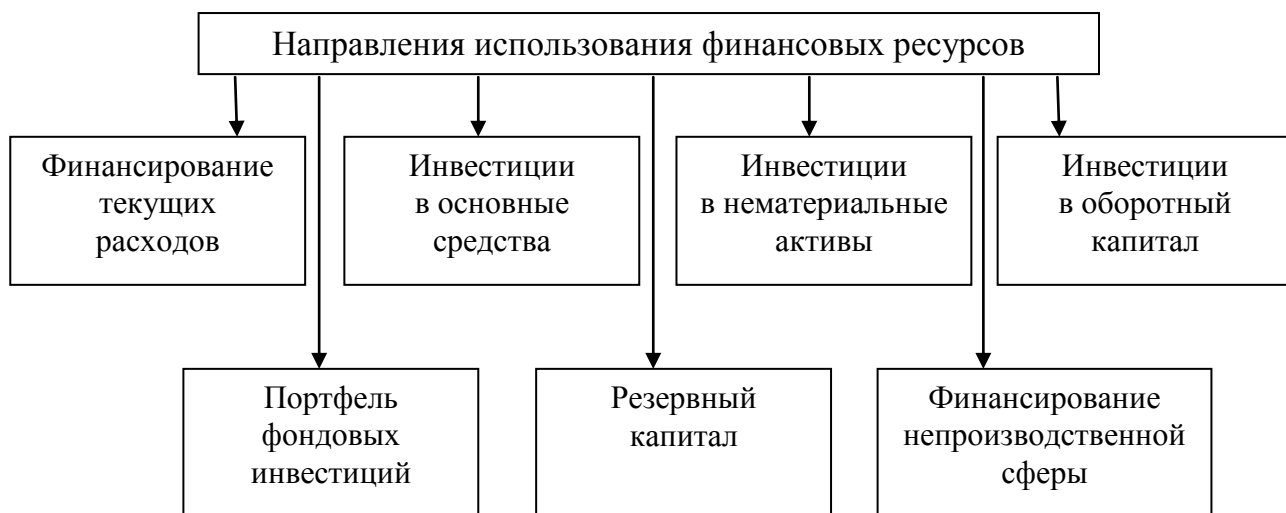 Направления использования финансовых ресурсов
Финансирование
текущих
расходов
Инвестиции
в основные
средства
Инвестиции
в нематериальные
активы
Инвестиции
в оборотный
капитал
Портфель
фондовых
инвестиций
Резервный
капитал
Финансирование
непроизводственной
сферы